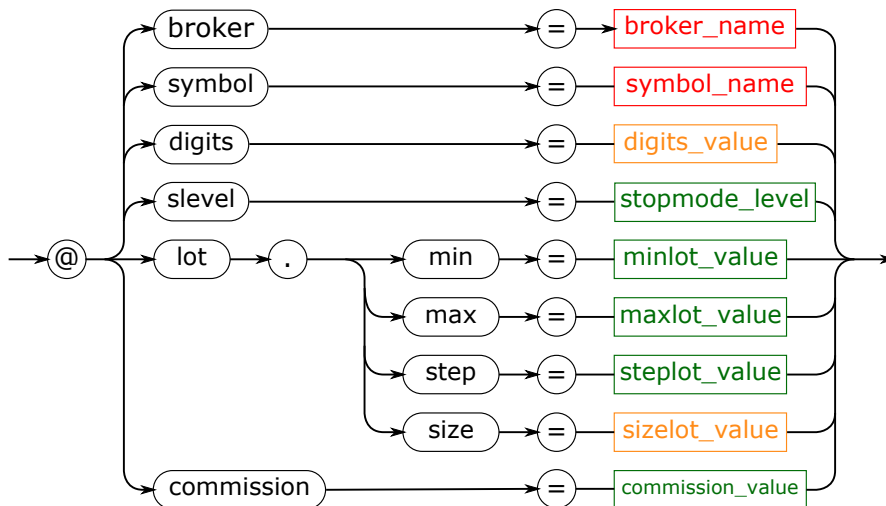 broker = broker_name
symbol = symbol_name
digits = digits_value
slevel = stopmode_level
@ lot . min = minlot_value
max = maxlot_value
step = steplot_value
size = sizelot_value
commission = commission_value